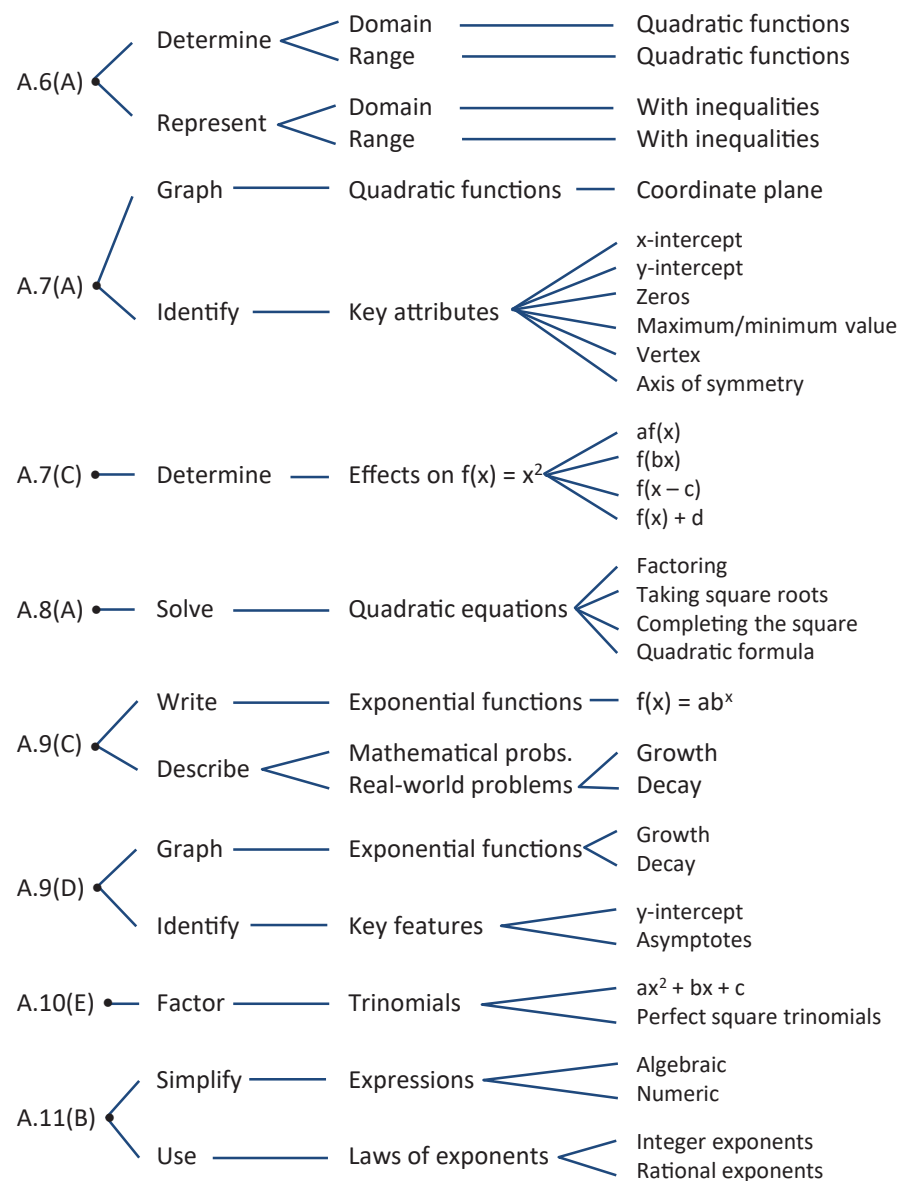 Determine Domain Quadratic functions
Range Quadratic functions
A.6(A)
Represent Domain With inequalities
Range With inequalities
Graph Quadratic functions Coordinate plane
x-intercept
y-intercept
A.7(A)
Zeros
Identify Key attributes
Maximum/minimum value
Vertex
Axis of symmetry
af(x)
f(bx)
A.7(C) Determine Effects on f(x) = x²
f(x – c)
f(x) + d
Factoring
Taking square roots
A.8(A) Solve Quadratic equations
Completing the square
Quadratic formula
Write Exponential functions f(x) = abˣ
A.9(C)
Describe Mathematical probs.
Real-world problems Growth
Decay
Graph Exponential functions Growth
Decay
A.9(D)
Identify Key features y-intercept
Asymptotes
A.10(E) Factor Trinomials ax² + bx + c
Perfect square trinomials
Simplify Expressions Algebraic
Numeric
A.11(B)
Use Laws of exponents Integer exponents
Rational exponents